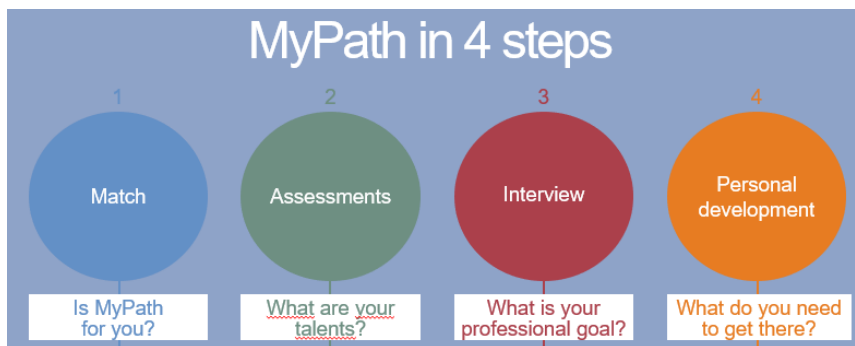 MyPath in 4 steps
1
2
3
4
Match
Assessments
Interview
Personal
development
Is MyPath
for you?
What are your
talents?
What is your
professional goal?
What do you need
to get there?